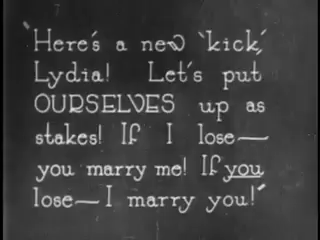 "Here's a new 'kick,'
Lydia! Let's put
OURSELVES up as
stakes! If I lose—
you marry me! If you
lose—I marry you!"